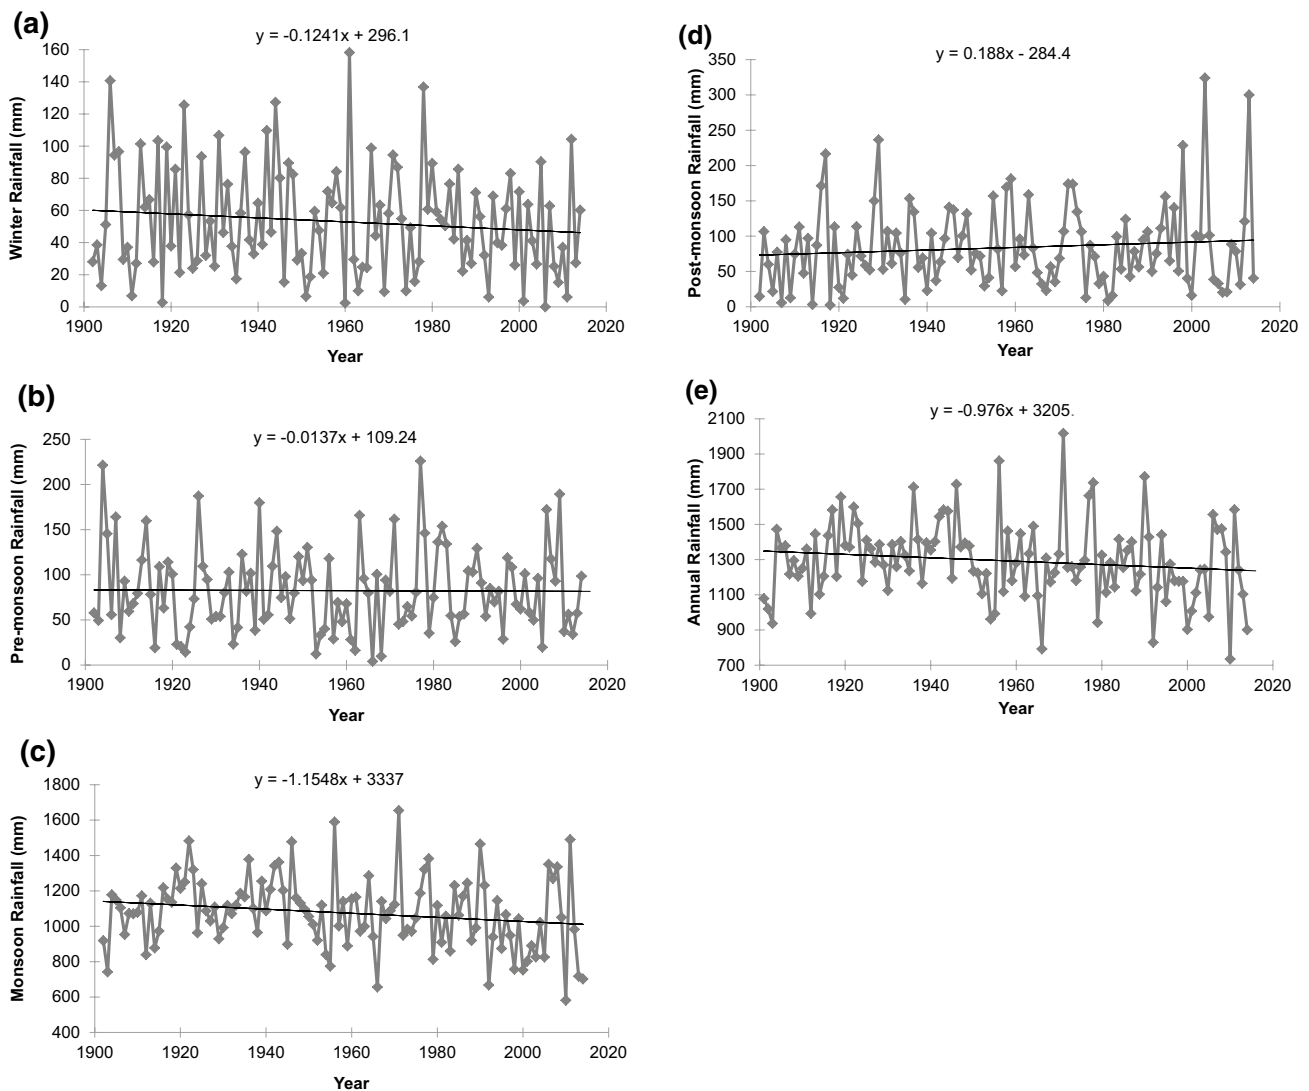 (a)
y = -0.1241x + 296.1
160
140
120
100
80
60
40
20
0
Winter Rainfall (mm)
1900 1920 1940 1960 1980 2000 2020
Year
(b)
y = -0.0137x + 109.24
250
200
150
100
50
0
Pre-monsoon Rainfall (mm)
1900 1920 1940 1960 1980 2000 2020
Year
(c)
y = -1.1548x + 3337
1800
1600
1400
1200
1000
800
600
400
Monsoon Rainfall (mm)
1900 1920 1940 1960 1980 2000 2020
Year
(d)
y = 0.188x - 284.4
350
300
250
200
150
100
50
0
Post-monsoon Rainfall (mm)
1900 1920 1940 1960 1980 2000 2020
Year
(e)
y = -0.976x + 3205.
2100
1900
1700
1500
1300
1100
900
700
Annual Rainfall (mm)
1900 1920 1940 1960 1980 2000 2020
Year